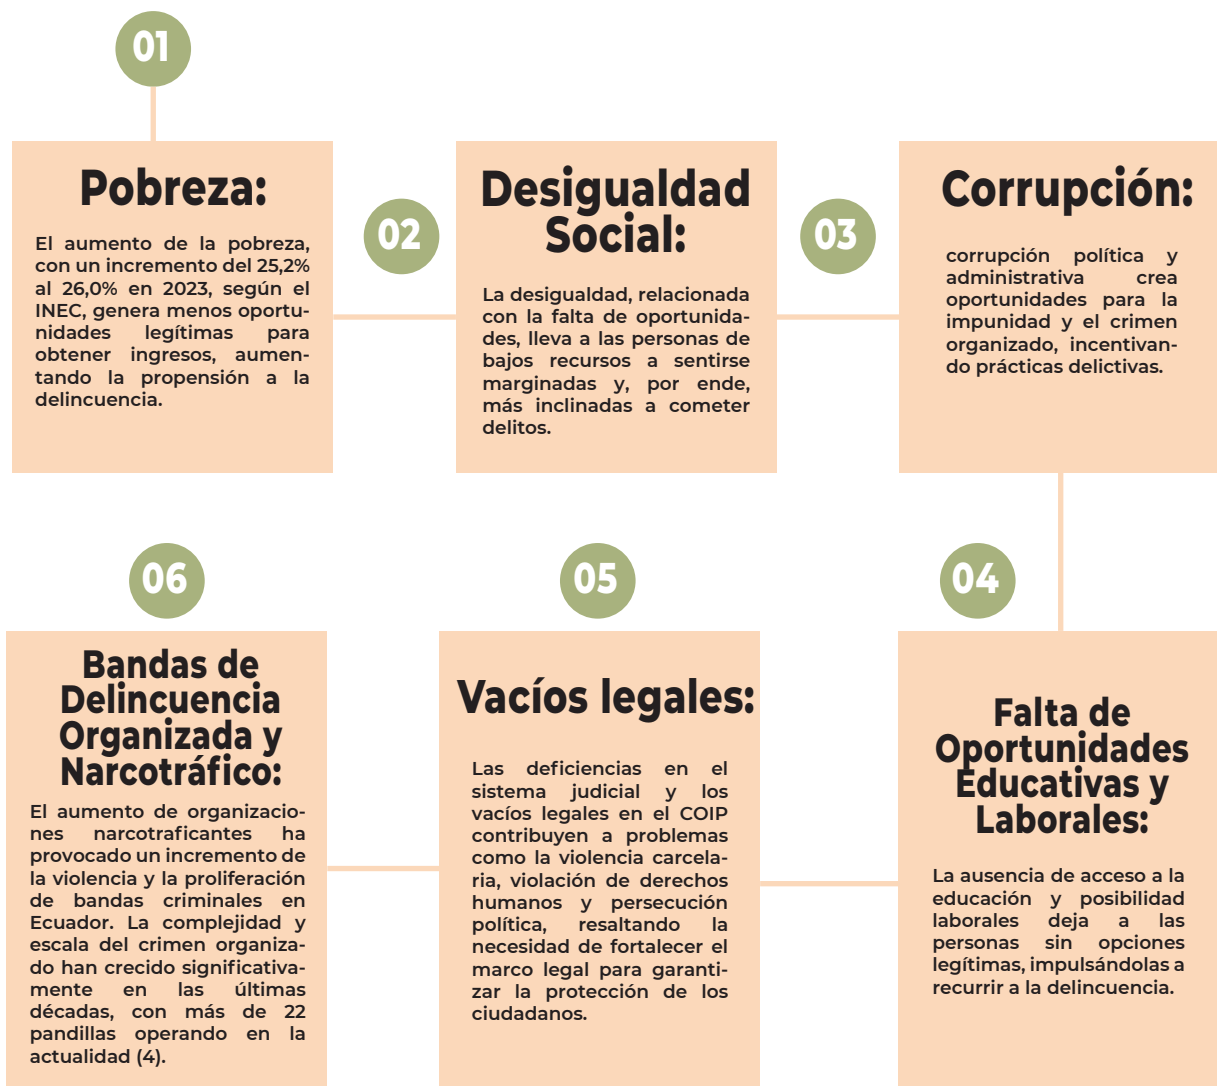 01
Pobreza:
El aumento de la pobreza,
con un incremento del 25,2%
al 26,0% en 2023, según el
INEC, genera menos oportu-
nidades legítimas para
obtener ingresos, aumen-
tando la propensión a la
delincuencia.
02
Desigualdad
Social:
La desigualdad, relacionada
con la falta de oportunida-
des, lleva a las personas de
bajos recursos a sentirse
marginadas y, por ende,
más inclinadas a cometer
delitos.
03
Corrupción:
corrupción política y
administrativa crea
oportunidades para la
impunidad y el crimen
organizado, incentivan-
do prácticas delictivas.
04
Falta de
Oportunidades
Educativas y
Laborales:
La ausencia de acceso a la
educación y posibilidad
laborales deja a las
personas sin opciones
legítimas, impulsándolas a
recurrir a la delincuencia.
05
Vacíos legales:
Las deficiencias en el
sistema judicial y los
vacíos legales en el COIP
contribuyen a problemas
como la violencia carcela-
ria, violación de derechos
humanos y persecución
política, resaltando la
necesidad de fortalecer el
marco legal para garanti-
zar la protección de los
ciudadanos.
06
Bandas de
Delincuencia
Organizada y
Narcotráfico:
El aumento de organizacio-
nes narcotraficantes ha
provocado un incremento de
la violencia y la proliferación
de bandas criminales en
Ecuador. La complejidad y
escala del crimen organiza-
do han crecido significativa-
mente en las últimas
décadas, con más de 22
pandillas operando en la
actualidad (4).